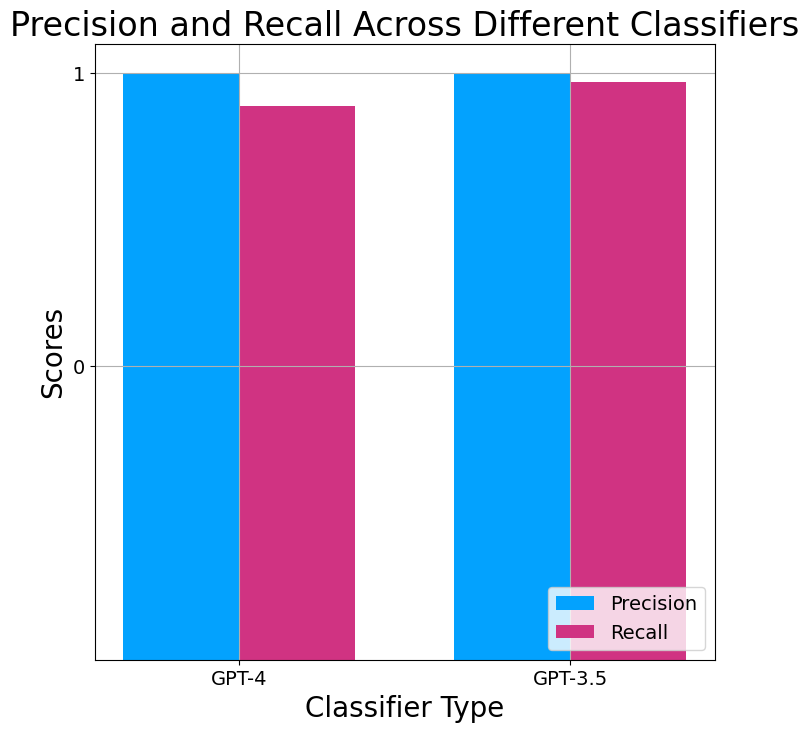 Precision and Recall Across Different Classifiers
1
0
Scores
GPT-4
GPT-3.5
Classifier Type
Precision
Recall